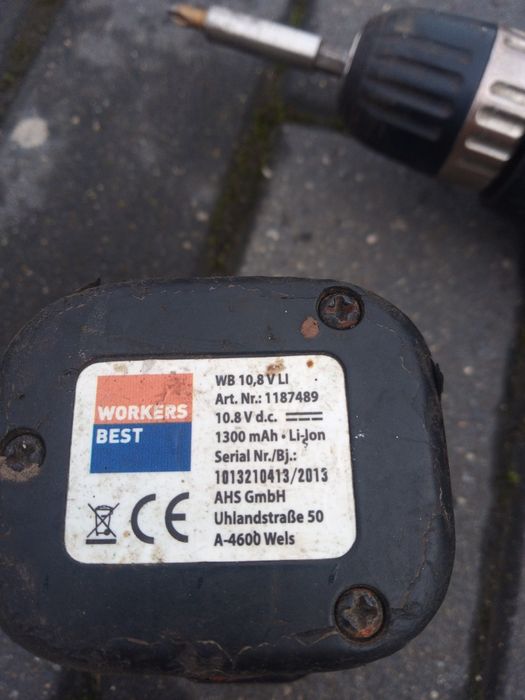 WORKERS
BEST
WB 10,8 V LI
Art. Nr.: 1187489
10.8 V d.c.
1300 mAh • Li-Jon
Serial Nr./Bj.:
1013210413/2013
AHS GmbH
Uhlandstraße 50
A-4600 Wels
CE